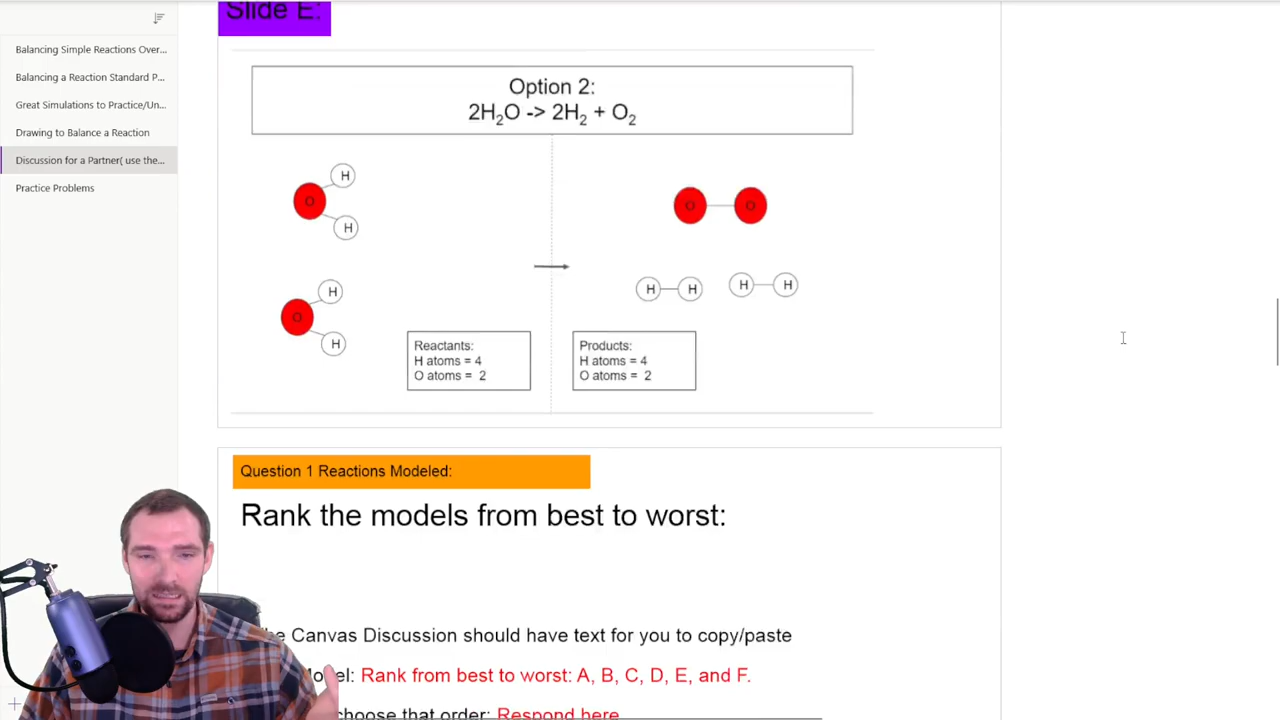 Balancing Simple Reactions Over...
Balancing a Reaction Standard P...
Great Simulations to Practice/Un...
Drawing to Balance a Reaction
Discussion for a Partner( use the...
Practice Problems
Slide E:
Option 2:
2H₂O -> 2H₂ + O₂
H
O
H
H
O
H
O O
H H H H
Reactants:
H atoms = 4
O atoms = 2
Products:
H atoms = 4
O atoms = 2
Question 1 Reactions Modeled:
Rank the models from best to worst:
Canvas Discussion should have text for you to copy/paste
Rank from best to worst: A, B, C, D, E, and F.
choose that order: Respond here